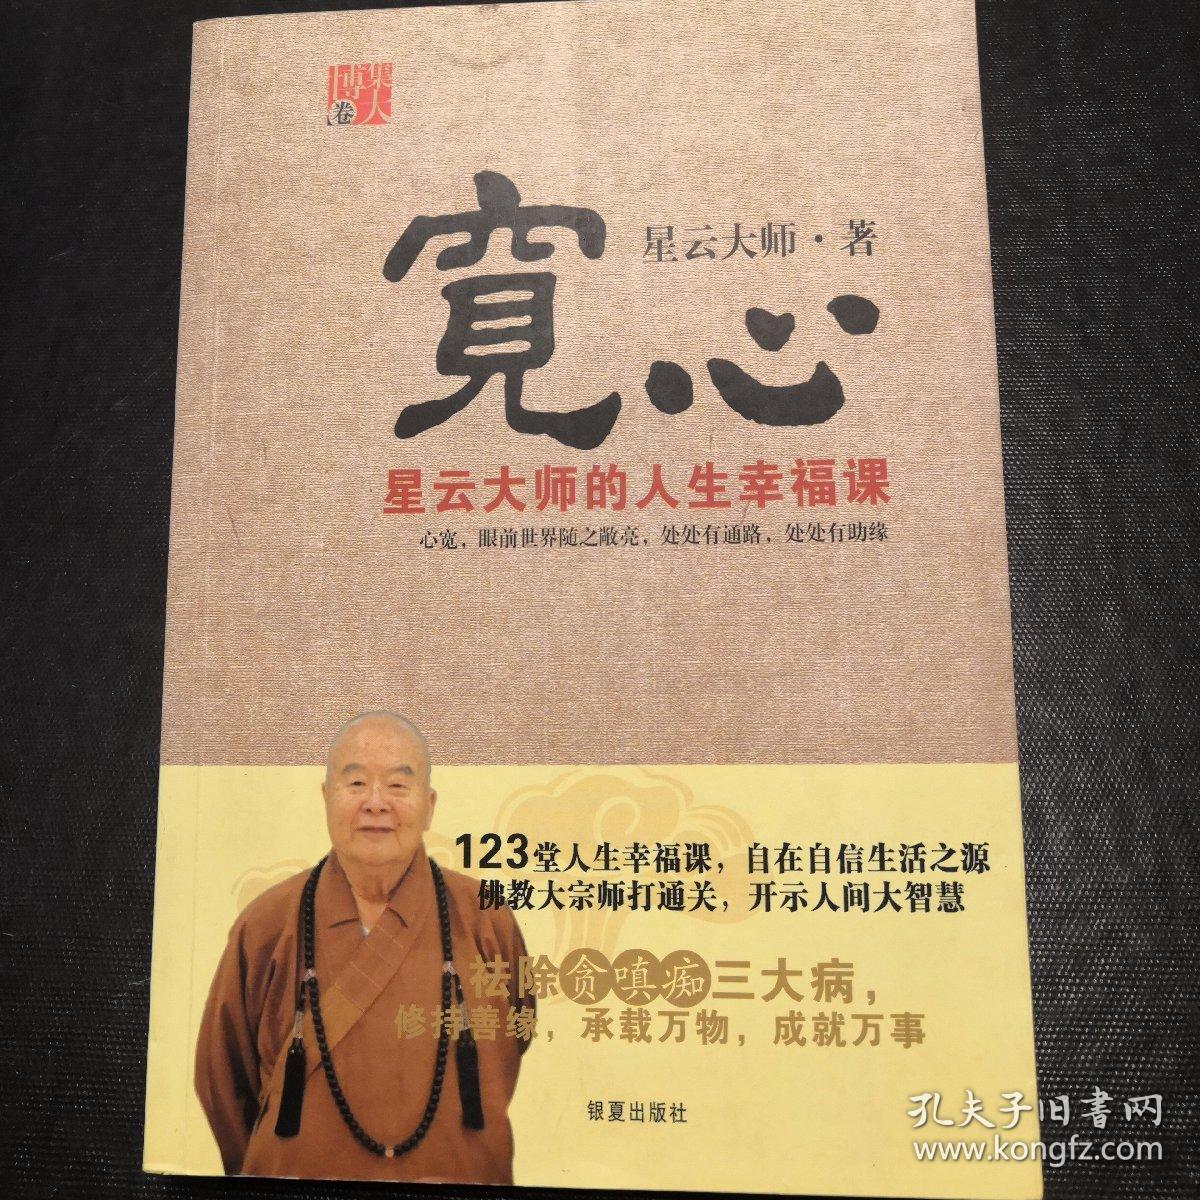 博集大
卷
星云大师·著
寛心
星云大师的人生幸福课
心宽，眼前世界随之敞亮，处处有通路，处处有助缘
123堂人生幸福课，自在自信生活之源
佛教大宗师打通关，开示人间大智慧
祛除贪嗔痴三大病，
修持善缘，承载万物，成就万事
银夏出版社
孔夫子旧书网
www.kongfz.com